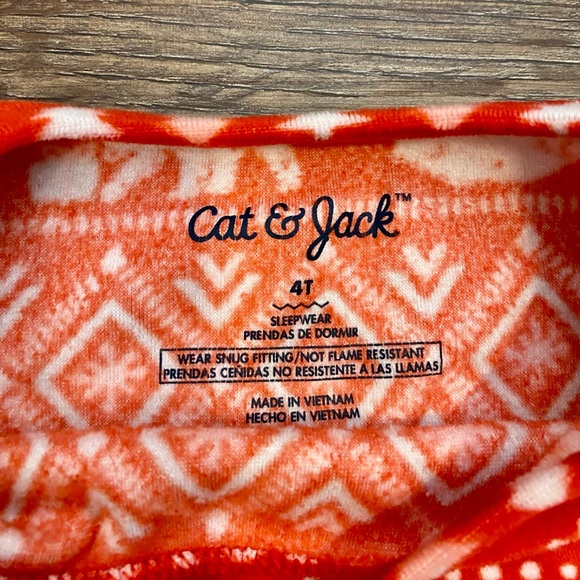 Cat & Jack™
4T
SLEEPWEAR
PRENDAS DE DORMIR
WEAR SNUG FITTING/NOT FLAME RESISTANT
PRENDAS CEÑIDAS NO RESISTENTE A LAS LLAMAS
MADE IN VIETNAM
HECHO EN VIETNAM